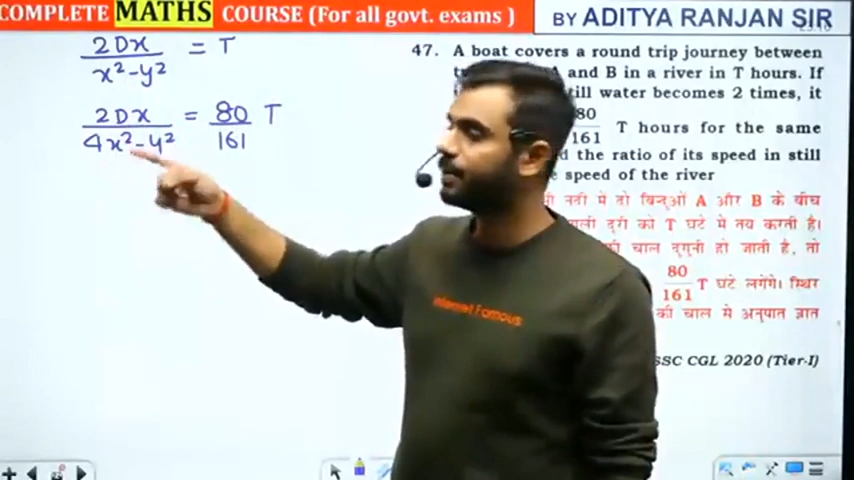 COMPLETE MATHS COURSE (For all govt. exams )
BY ADITYA RANJAN SIR
2Dx / x²-y² = T
2Dx / 4x²-y² = 80/161 T
47. A boat covers a round trip journey between
A and B in a river in T hours. If
water becomes 2 times, it
80/161 T hours for the same
the ratio of its speed in still
speed of the river
नदी में दो बिन्दुओं A और B के बीच
दूरी को T घंटे में तय करती है।
की चाल दुगुनी हो जाती है, तो
80/161 T घंटे लगेंगे। स्थिर
की चाल में अनुपात ज्ञात
SSC CGL 2020 (Tier-I)
Internet Famous